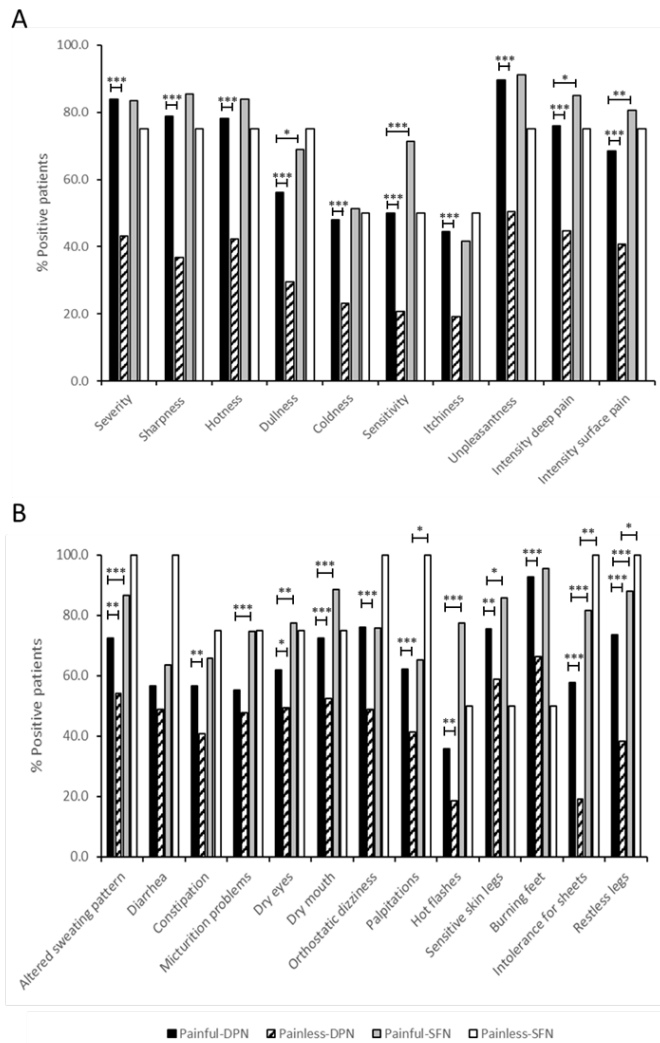 A
% Positive patients
100.0
80.0
60.0
40.0
20.0
0.0
***
***
***
***
*
***
***
***
***
***
***
*
***
**
Severity
Sharpness
Hotness
Dullness
Coldness
Sensitivity
Itchiness
Unpleasantness
Intensity deep pain
Intensity surface pain
B
% Positive patients
100.0
80.0
60.0
40.0
20.0
0.0
***
**
**
***
**
*
***
***
***
*
***
***
**
*
**
***
**
***
***
*
***
***
Altered sweating pattern
Diarrhea
Constipation
Micturition problems
Dry eyes
Dry mouth
Orthostatic dizziness
Palpitations
Hot flashes
Sensitive skin legs
Burning feet
Intolerance for sheets
Restless legs
Painful-DPN Painless-DPN Painful-SFN Painless-SFN